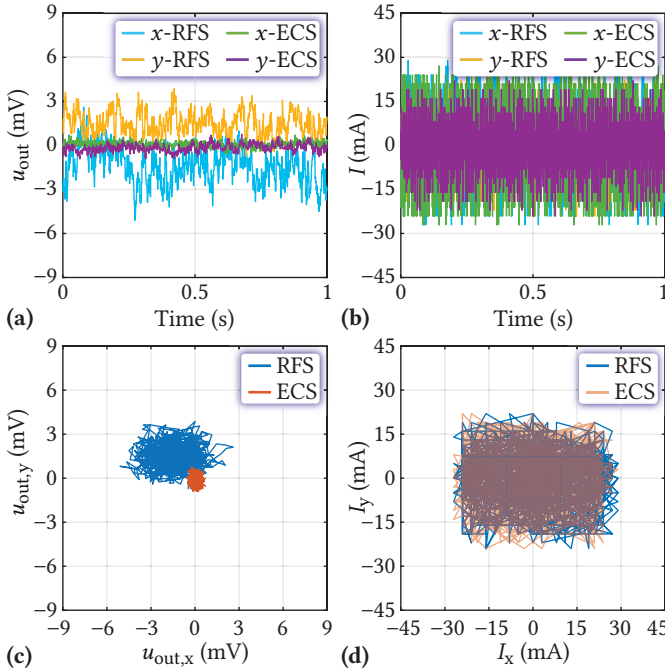 x-RFS x-ECS
y-RFS y-ECS
9
6
3
0
−3
−6
−9
u_out (mV)
0 0.5 1
Time (s)
(a)
x-RFS x-ECS
y-RFS y-ECS
45
30
15
0
−15
−30
−45
I (mA)
0 0.5 1
Time (s)
(b)
RFS
ECS
9
6
3
0
−3
−6
−9
u_out,y (mV)
−9 −6 −3 0 3 6 9
u_out,x (mV)
(c)
RFS
ECS
45
30
15
0
−15
−30
−45
I_y (mA)
−45 −30 −15 0 15 30 45
I_x (mA)
(d)